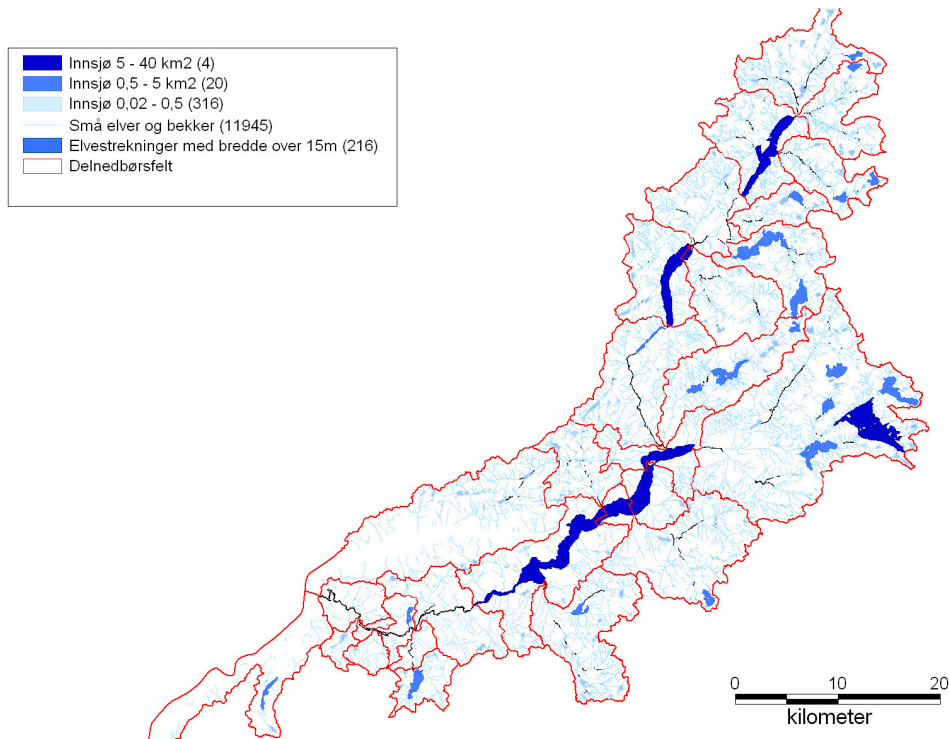 Innsjø 5 - 40 km2 (4)
Innsjø 0,5 - 5 km2 (20)
Innsjø 0,02 - 0,5 (316)
Små elver og bekker (11945)
Elvestrekninger med bredde over 15m (216)
Delnedbørsfelt
0 10 20
kilometer